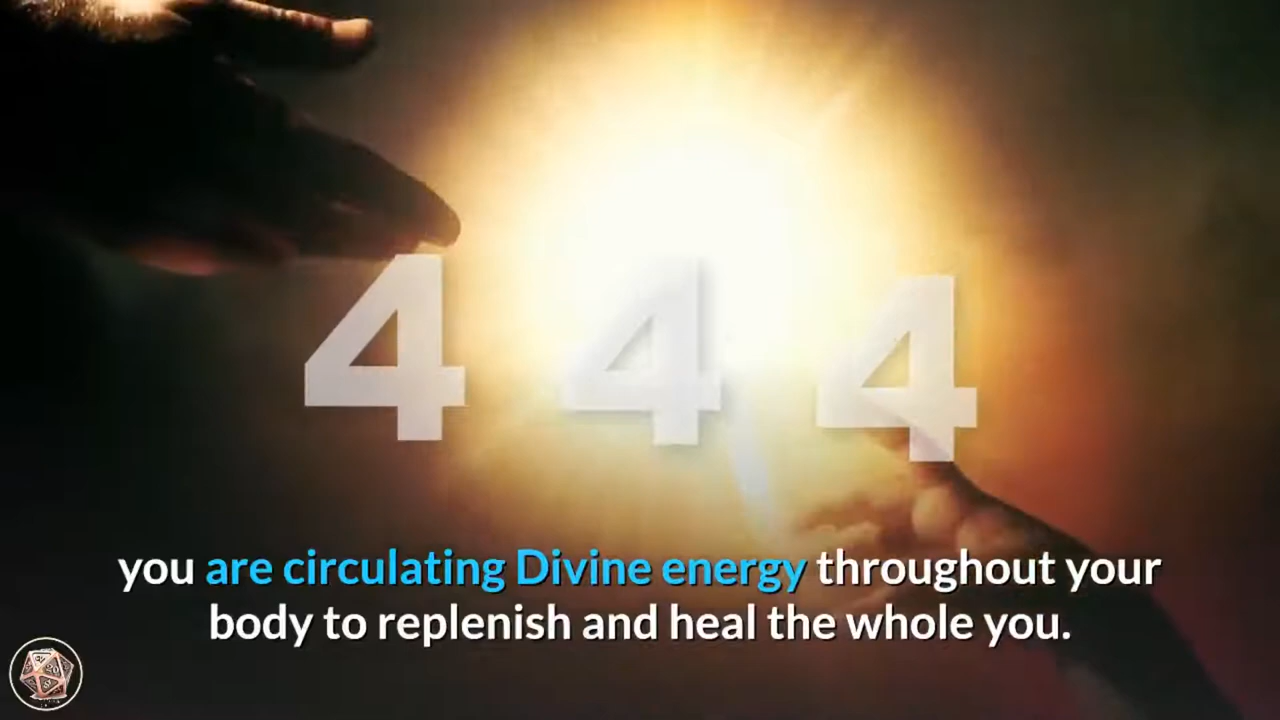 4 4 4
you are circulating Divine energy throughout your
body to replenish and heal the whole you.